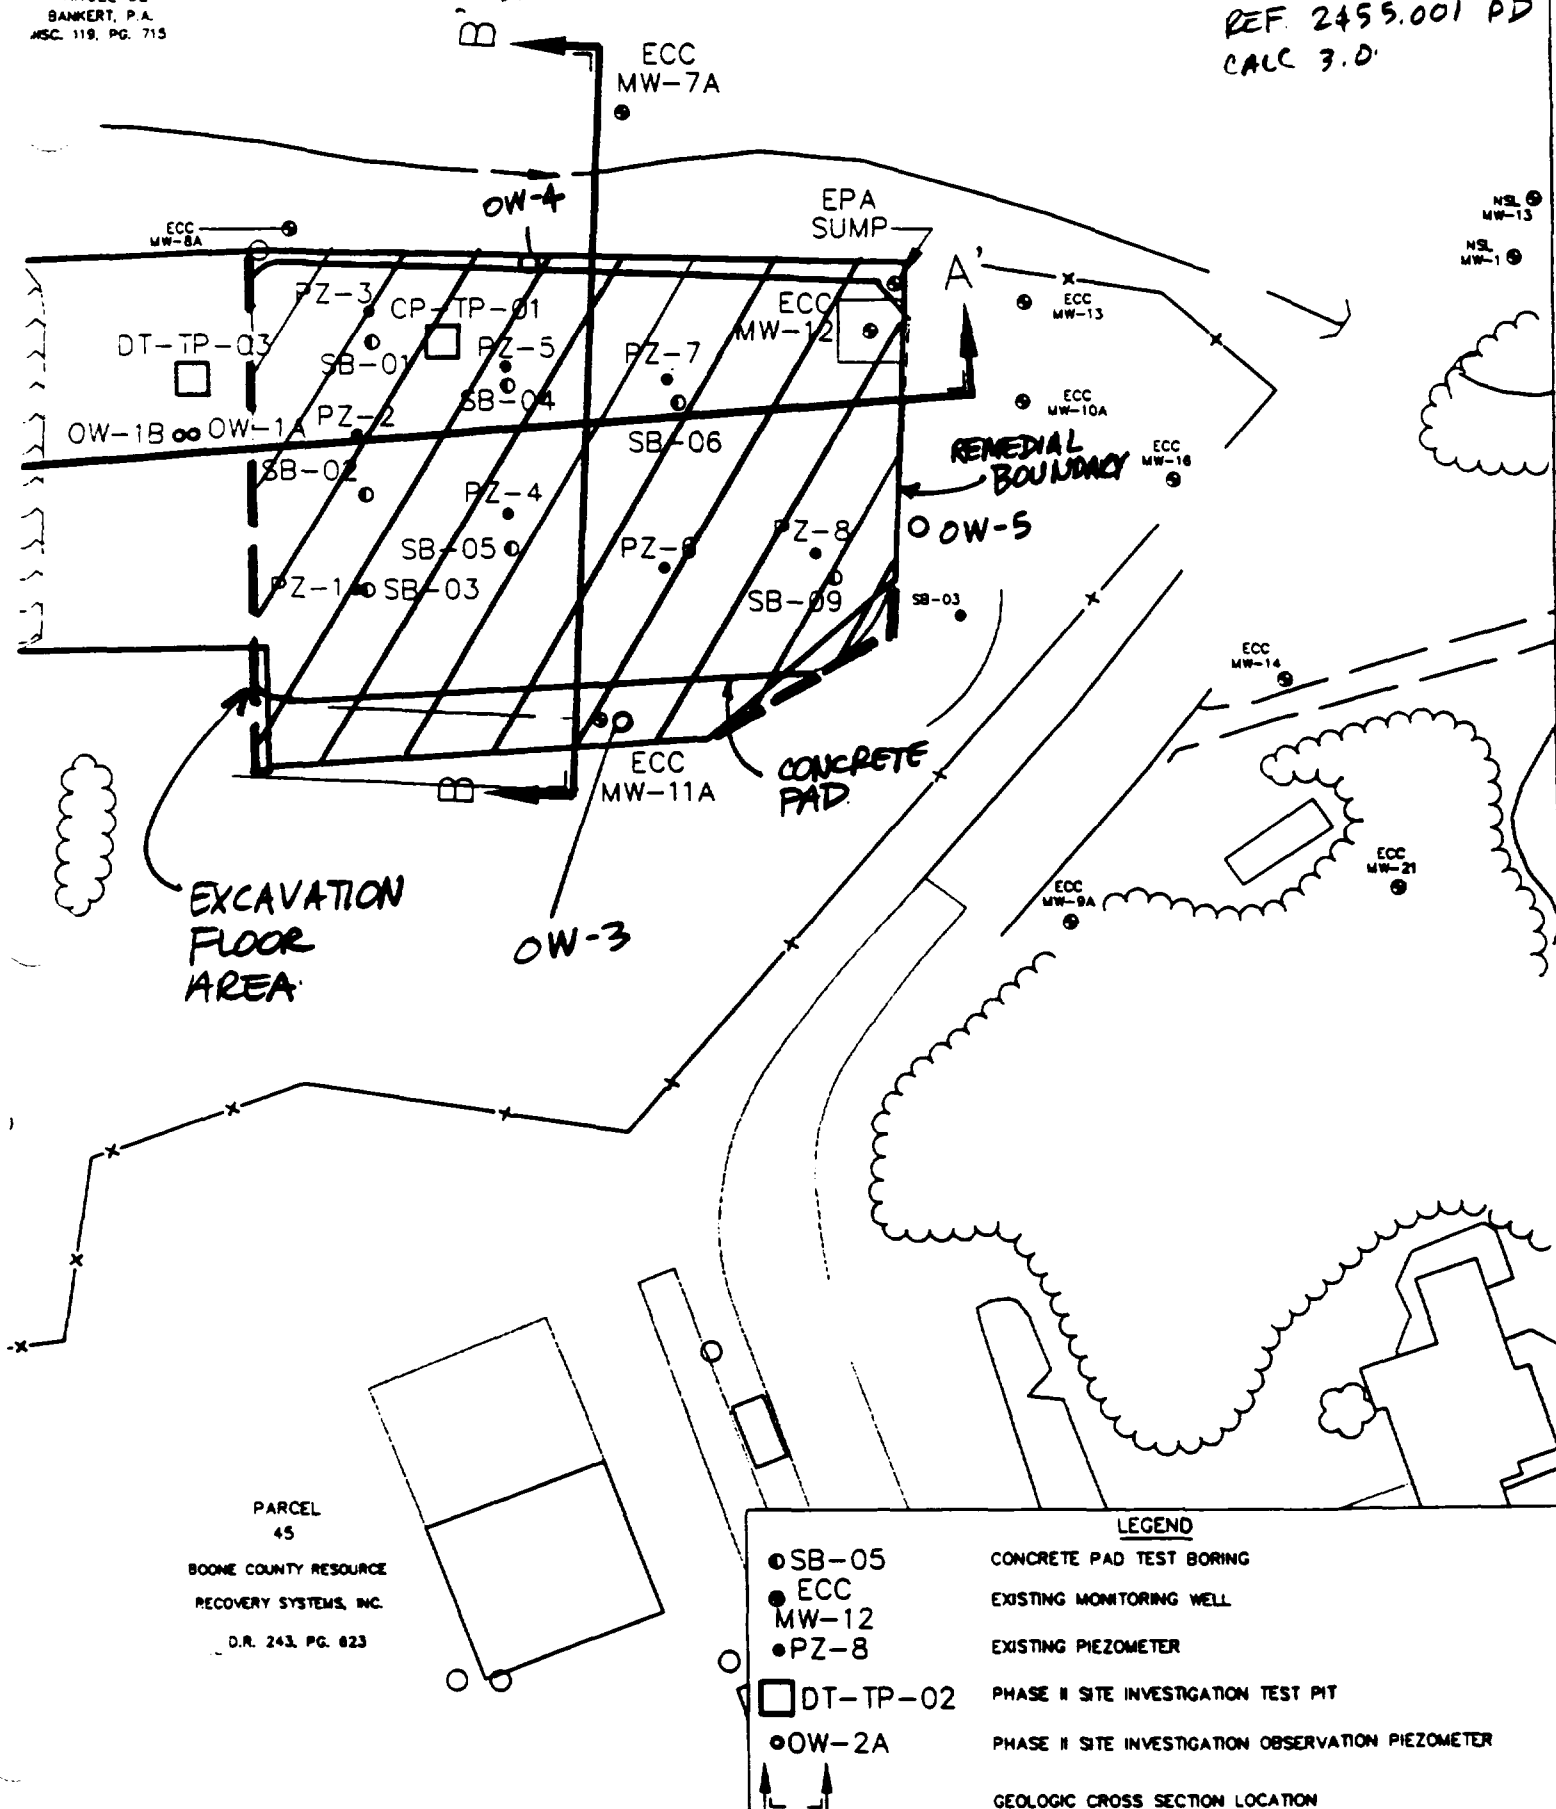 BANKERT, P.A.
MSC. 119, PG. 715
REF. 2455.001 PD
CALC 3.0
B
ECC
MW-7A
OW-4
EPA
SUMP
NSL
MW-13
NSL
MW-1
ECC
MW-8A
A'
PZ-3
CP-TP-01
ECC
MW-12
ECC
MW-13
DT-TP-03
SB-01
PZ-5
PZ-7
SB-04
ECC
MW-10A
OW-1B
OW-1A
PZ-2
SB-06
REMEDIAL
BOUNDARY
ECC
MW-16
SB-02
PZ-4
OW-5
SB-05
PZ-6
PZ-8
PZ-1
SB-03
SB-09
SB-03
ECC
MW-14
ECC
MW-11A
CONCRETE
PAD
B
EXCAVATION
FLOOR
AREA
OW-3
ECC
MW-21
ECC
MW-9A
PARCEL
45
BOONE COUNTY RESOURCE
RECOVERY SYSTEMS, INC.
D.R. 243, PG. 823
LEGEND
SB-05 CONCRETE PAD TEST BORING
ECC
MW-12 EXISTING MONITORING WELL
PZ-8 EXISTING PIEZOMETER
DT-TP-02 PHASE II SITE INVESTIGATION TEST PIT
OW-2A PHASE II SITE INVESTIGATION OBSERVATION PIEZOMETER
GEOLOGIC CROSS SECTION LOCATION